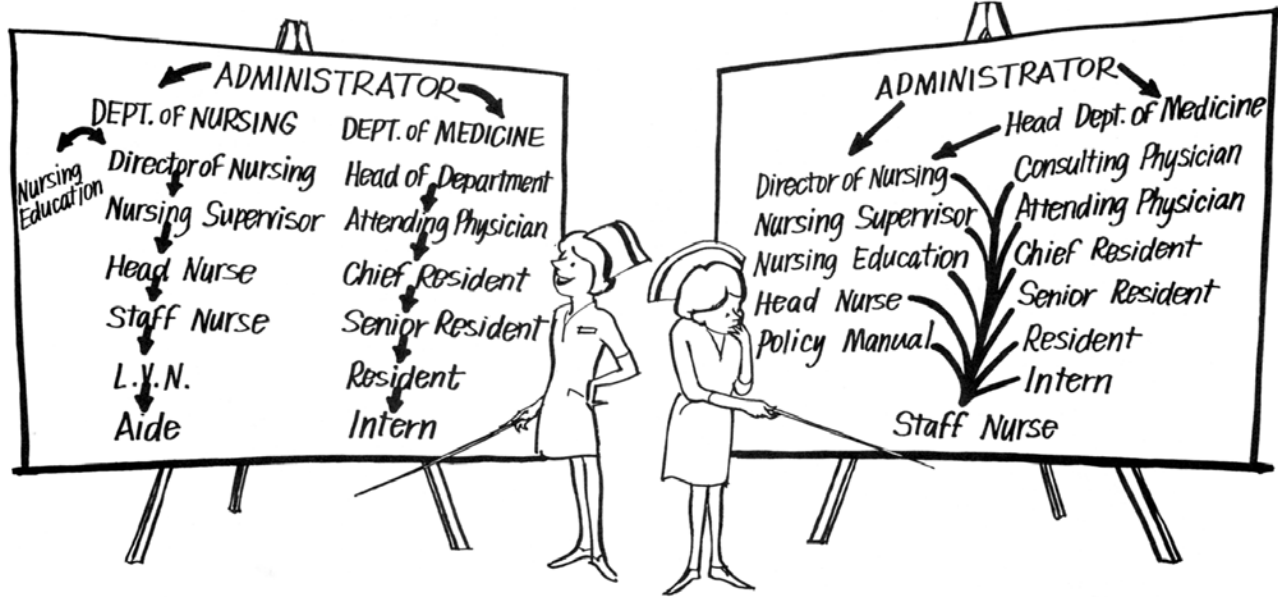 ADMINISTRATOR
DEPT. of NURSING
Nursing
Education
Director of Nursing
Nursing Supervisor
Head Nurse
Staff Nurse
L.V.N.
Aide
DEPT. of MEDICINE
Head of Department
Attending Physician
Chief Resident
Senior Resident
Resident
Intern
ADMINISTRATOR
Head Dept. of Medicine
Director of Nursing
Nursing Supervisor
Nursing Education
Head Nurse
Policy Manual
Consulting Physician
Attending Physician
Chief Resident
Senior Resident
Resident
Intern
Staff Nurse